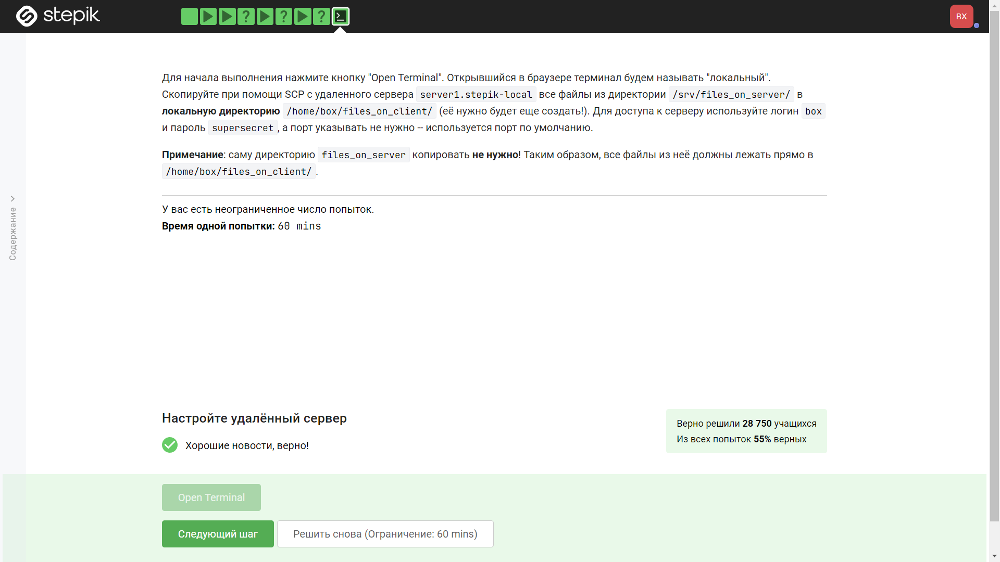 stepik
BX
Для начала выполнения нажмите кнопку "Open Terminal". Открывшийся в браузере терминал будем называть "локальный".
Скопируйте при помощи SCP с удаленного сервера server1.stepik-local все файлы из директории /srv/files_on_server/ в
локальную директорию /home/box/files_on_client/ (её нужно будет еще создать!). Для доступа к серверу используйте логин box
и пароль supersecret, а порт указывать не нужно -- используется порт по умолчанию.
Примечание: саму директорию files_on_server копировать не нужно! Таким образом, все файлы из неё должны лежать прямо в
/home/box/files_on_client/.
Содержание
У вас есть неограниченное число попыток.
Время одной попытки: 60 mins
Настройте удалённый сервер
Хорошие новости, верно!
Верно решили 28 750 учащихся
Из всех попыток 55% верных
Open Terminal
Следующий шаг
Решить снова (Ограничение: 60 mins)